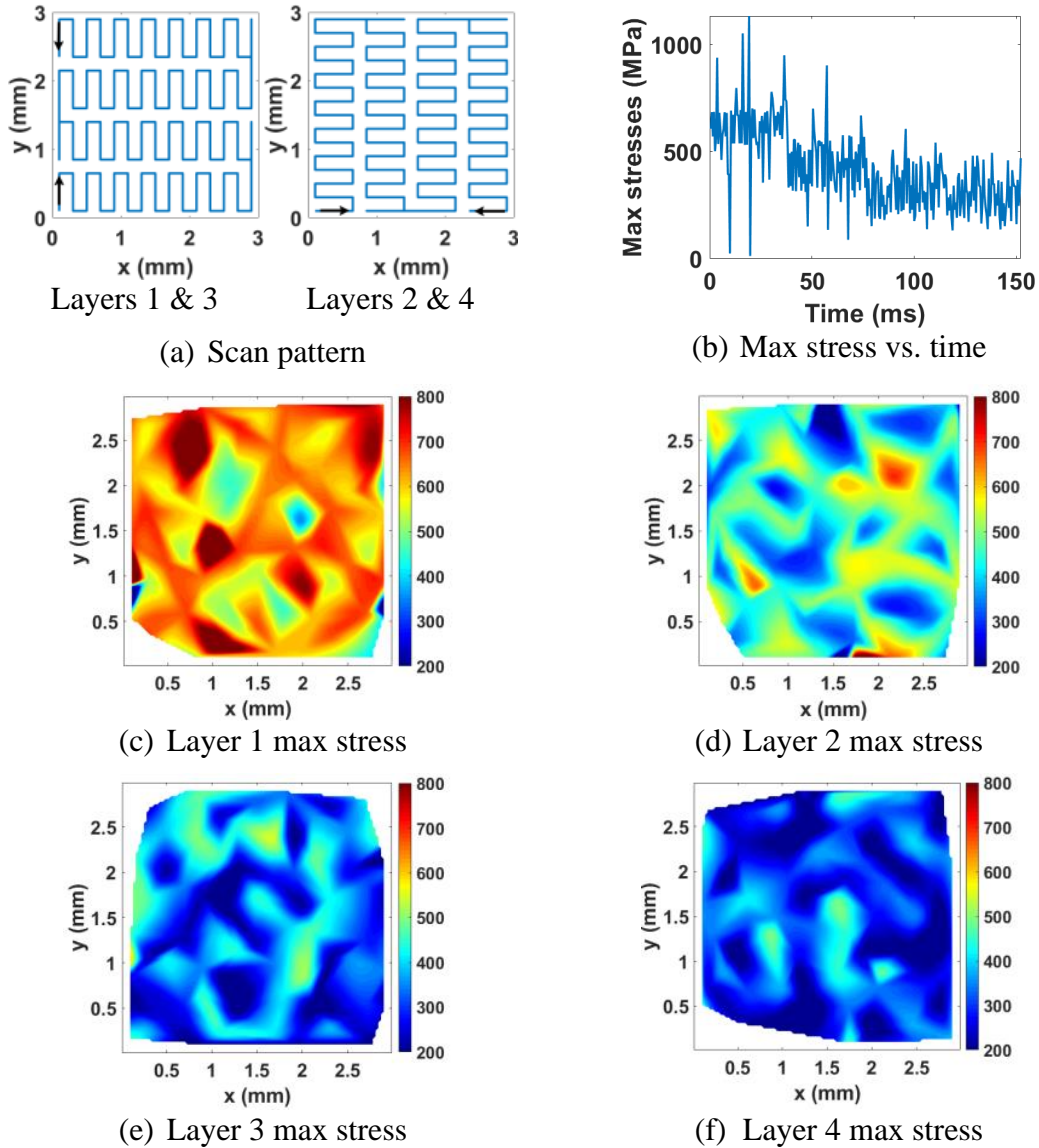 3
2
1
0
y (mm)
0 1 2 3
x (mm)
Layers 1 & 3
3
2
1
0
y (mm)
0 1 2 3
x (mm)
Layers 2 & 4
(a) Scan pattern
1000
500
0
Max stresses (MPa)
0 50 100 150
Time (ms)
(b) Max stress vs. time
2.5
2
1.5
1
0.5
y (mm)
0.5 1 1.5 2 2.5
x (mm)
800
700
600
500
400
300
200
(c) Layer 1 max stress
2.5
2
1.5
1
0.5
y (mm)
0.5 1 1.5 2 2.5
x (mm)
800
700
600
500
400
300
200
(d) Layer 2 max stress
2.5
2
1.5
1
0.5
y (mm)
0.5 1 1.5 2 2.5
x (mm)
800
700
600
500
400
300
200
(e) Layer 3 max stress
2.5
2
1.5
1
0.5
y (mm)
0.5 1 1.5 2 2.5
x (mm)
800
700
600
500
400
300
200
(f) Layer 4 max stress